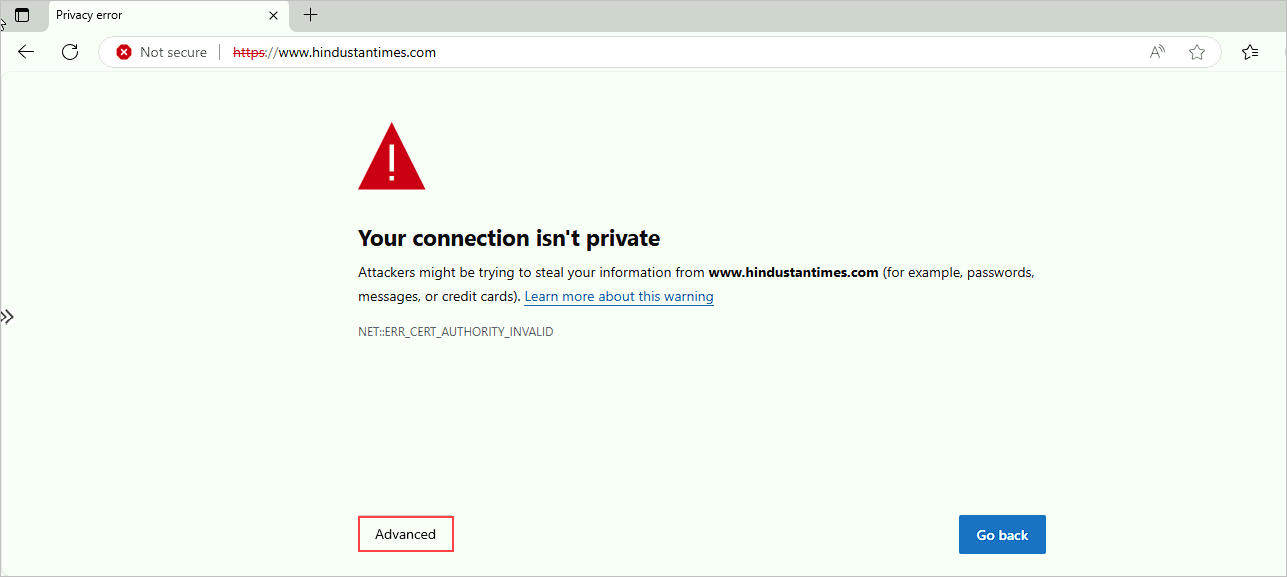 Privacy error
Not secure
https://www.hindustantimes.com
Your connection isn't private
Attackers might be trying to steal your information from www.hindustantimes.com (for example, passwords,
messages, or credit cards). Learn more about this warning
NET::ERR_CERT_AUTHORITY_INVALID
Advanced
Go back